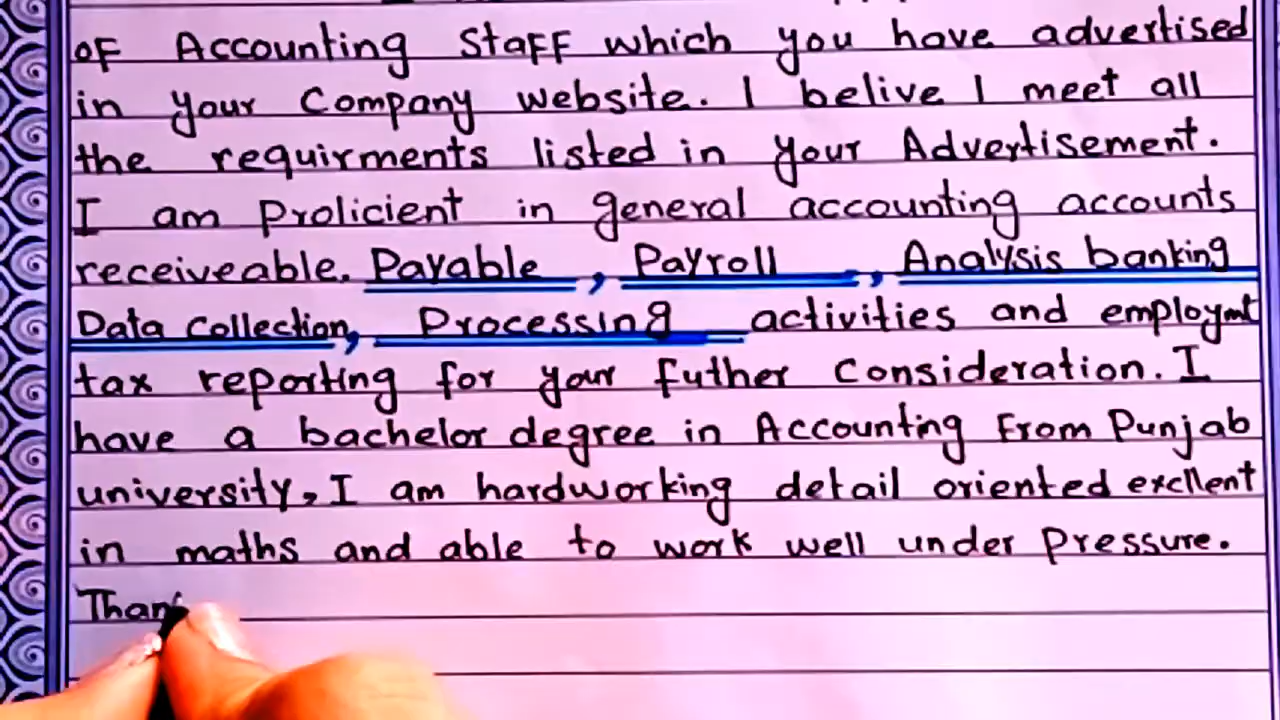 of Accounting Staff which you have advertised
in your Company website. I belive I meet all
the requirments listed in your Advertisement.
I am Prolicient in general accounting accounts
receiveable, Payable , Payroll , Analysis banking
Data Collection, Processing activities and employmt
tax reporting for your futher Consideration. I
have a bachelor degree in Accounting From Punjab
university, I am hardworking detail oriented excllent
in maths and able to work well under Pressure.
Than